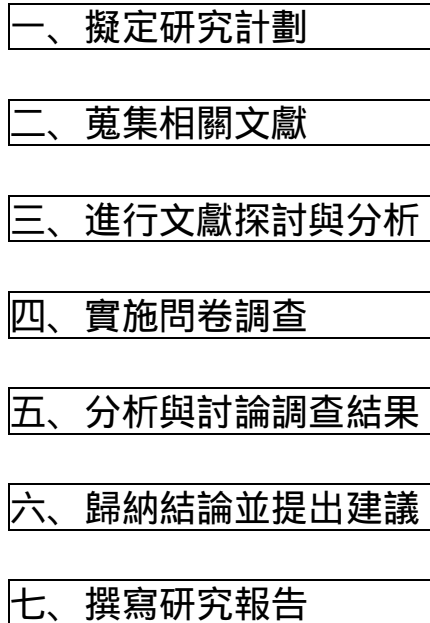 一、 擬定研究計劃
二、 蒐集相關文獻
三、 進行文獻探討與分析
四、 實施問卷調查
五、 分析與討論調查結果
六、 歸納結論並提出建議
七、 撰寫研究報告